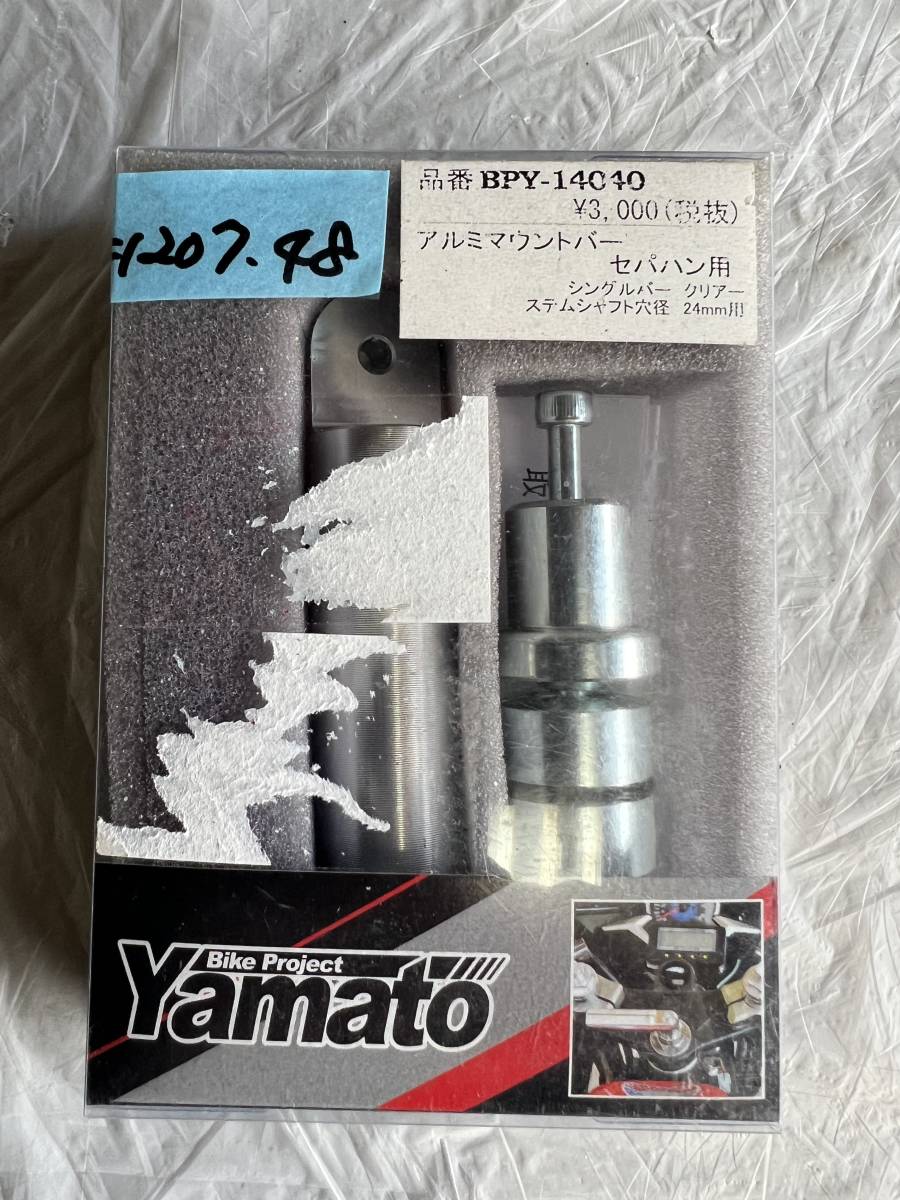 品番 BPY-14040
¥3,000(税抜)
アルミマウントバー
セパハン用
シングルバー クリアー
ステムシャフト穴径 24mm用
1207.48
取
Bike Project
Yamato